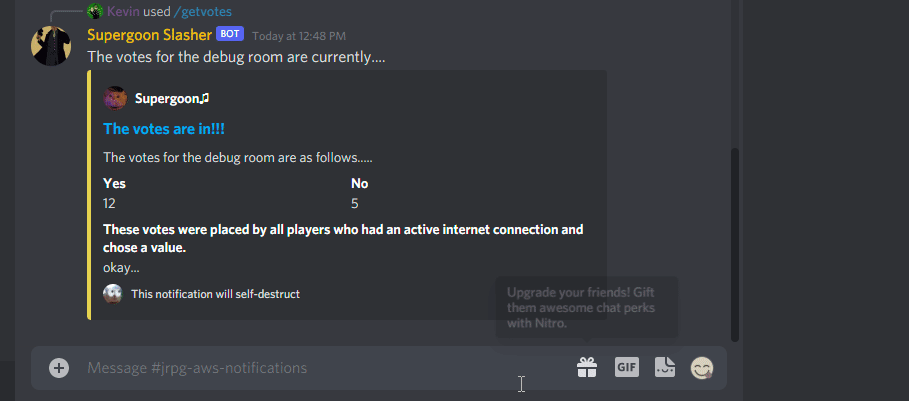 Kevin used /getvotes
Supergoon Slasher BOT Today at 12:48 PM
The votes for the debug room are currently....
Supergoon♫
The votes are in!!!
The votes for the debug room are as follows.....
Yes No
12 5
These votes were placed by all players who had an active internet connection and
chose a value.
okay...
This notification will self-destruct
Upgrade your friends! Gift
them awesome chat perks
with Nitro.
Message #jrpg-aws-notifications
GIF